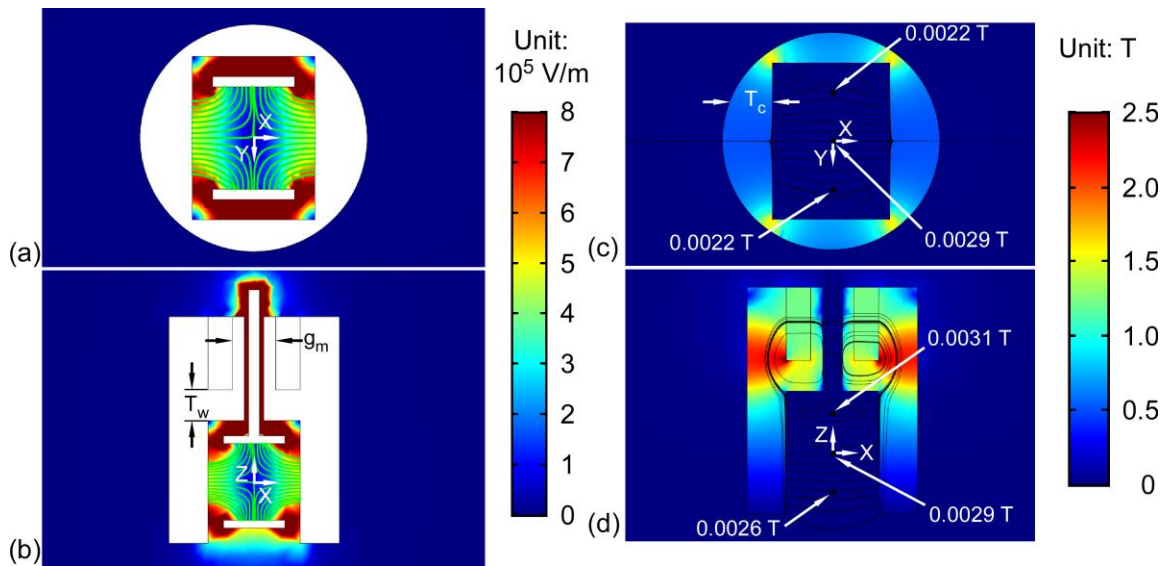 (a)
X
Y
Unit:
10⁵ V/m
8
7
6
5
4
3
2
1
0
(b)
gₘ
T_w
Z
X
(c)
0.0022 T
T_c
X
Y
0.0022 T
0.0029 T
(d)
0.0031 T
Z
X
0.0029 T
0.0026 T
Unit: T
2.5
2.0
1.5
1.0
0.5
0